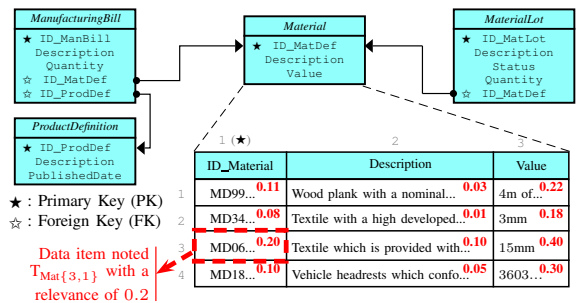 ManufacturingBill
★ ID_ManBill
Description
Quantity
☆ ID_MatDef
☆ ID_ProdDef
Material
★ ID_MatDef
Description
Value
MaterialLot
★ ID_MatLot
Description
Status
Quantity
☆ ID_MatDef
ProductDefinition
★ ID_ProdDef
Description
PublishedDate
★ : Primary Key (PK)
☆ : Foreign Key (FK)
1 (★) 2 3
ID_Material Description Value
1 MD99...0.11 Wood plank with a nominal...0.03 4m of...0.22
2 MD34...0.08 Textile with a high developed...0.01 3mm 0.18
3 MD06...0.20 Textile which is provided with...0.10 15mm 0.40
4 MD18...0.10 Vehicle headrests which confo...0.05 3603...0.30
Data item noted
TMat{3,1} with a
relevance of 0.2